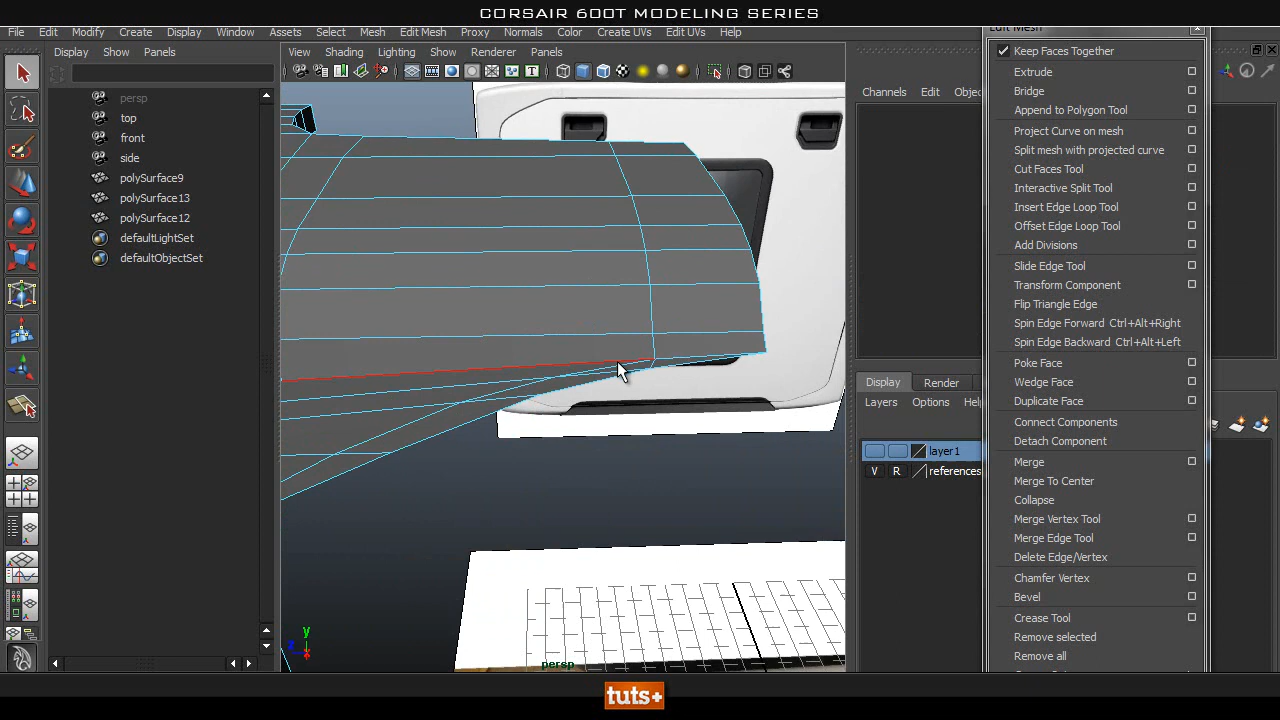 CORSAIR 600T MODELING SERIES
File Edit Modify Create Display Window Assets Select Mesh Edit Mesh Proxy Normals Color Create UVs Edit UVs Help
Edit Mesh
Display Show Panels
View Shading Lighting Show Renderer Panels
Keep Faces Together
Extrude
Bridge
Append to Polygon Tool
Project Curve on mesh
Split mesh with projected curve
Cut Faces Tool
Interactive Split Tool
Insert Edge Loop Tool
Offset Edge Loop Tool
Add Divisions
Slide Edge Tool
Transform Component
Flip Triangle Edge
Spin Edge Forward Ctrl+Alt+Right
Spin Edge Backward Ctrl+Alt+Left
Poke Face
Wedge Face
Duplicate Face
Connect Components
Detach Component
Merge
Merge To Center
Collapse
Merge Vertex Tool
Merge Edge Tool
Delete Edge/Vertex
Chamfer Vertex
Bevel
Crease Tool
Remove selected
Remove all
persp
top
front
side
polySurface9
polySurface13
polySurface12
defaultLightSet
defaultObjectSet
Channels Edit Objec
Display Render
Layers Options Help
layer1
V R references
y
z
persp
tuts+